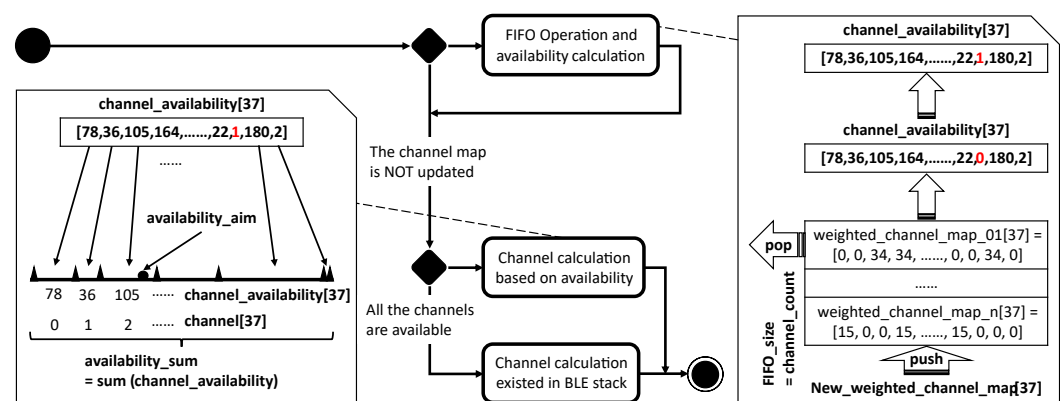 FIFO Operation and
availability calculation
The channel map
is NOT updated
Channel calculation
based on availability
All the channels
are available
Channel calculation
existed in BLE stack
channel_availability[37]
[78,36,105,164,……,22,1,180,2]
……
availability_aim
78 36 105 …… channel_availability[37]
0 1 2 …… channel[37]
availability_sum
= sum (channel_availability)
channel_availability[37]
[78,36,105,164,……,22,1,180,2]
channel_availability[37]
[78,36,105,164,……,22,0,180,2]
pop
weighted_channel_map_01[37] =
[0, 0, 34, 34, ……, 0, 0, 34, 0]
……
weighted_channel_map_n[37] =
[15, 0, 0, 15, ……, 15, 0, 0, 0]
FIFO_size
= channel_count
push
New_weighted_channel_map[37]